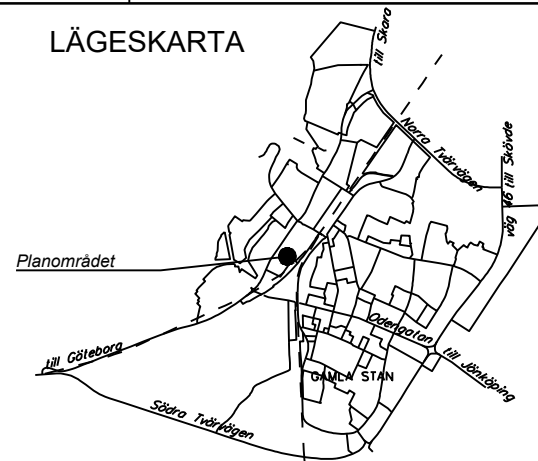 LÄGESKARTA
till Skara
Norra Tvärvägen
väg 46 till Skövde
Planområdet
Odengatan
till Göteborg
till Jönköping
GAMLA STAN
Södra Tvärvägen